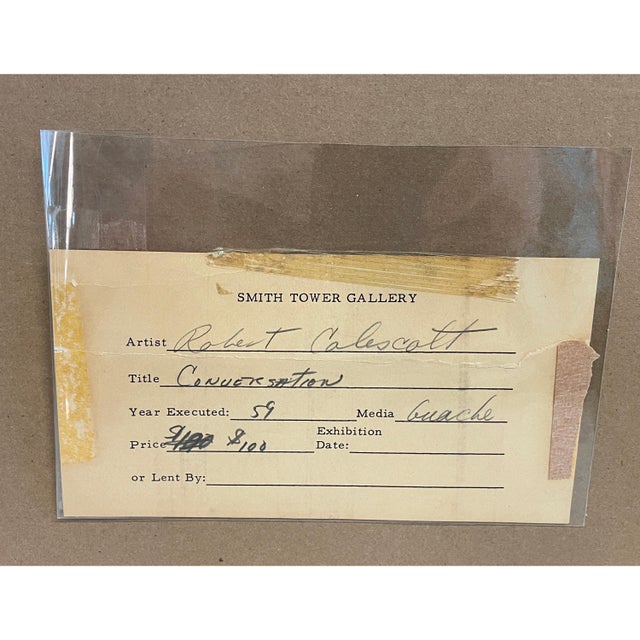 SMITH TOWER GALLERY
Artist Robert Colescott
Title CONVERSATION
Year Executed: 59 Media Guache
Price $100 Exhibition Date:
or Lent By: